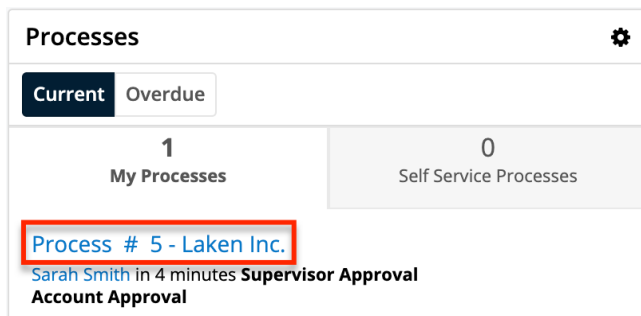 Processes
Current Overdue
1 0
My Processes Self Service Processes
Process # 5 - Laken Inc.
Sarah Smith in 4 minutes Supervisor Approval
Account Approval